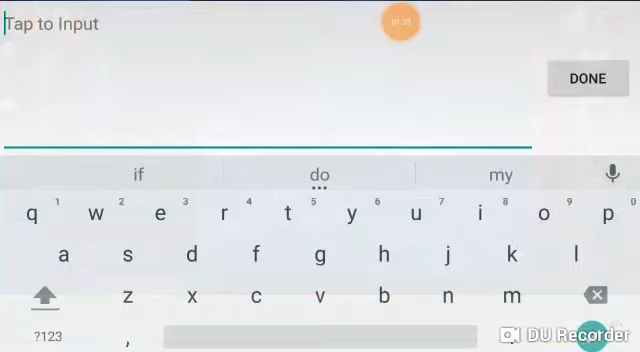 Tap to Input
01:33
DONE
if do my
q 1 w 2 e 3 r 4 t 5 y 6 u 7 i 8 o 9 p 0
a s d f g h j k l
z x c v b n m
?123 , .
DU Recorder